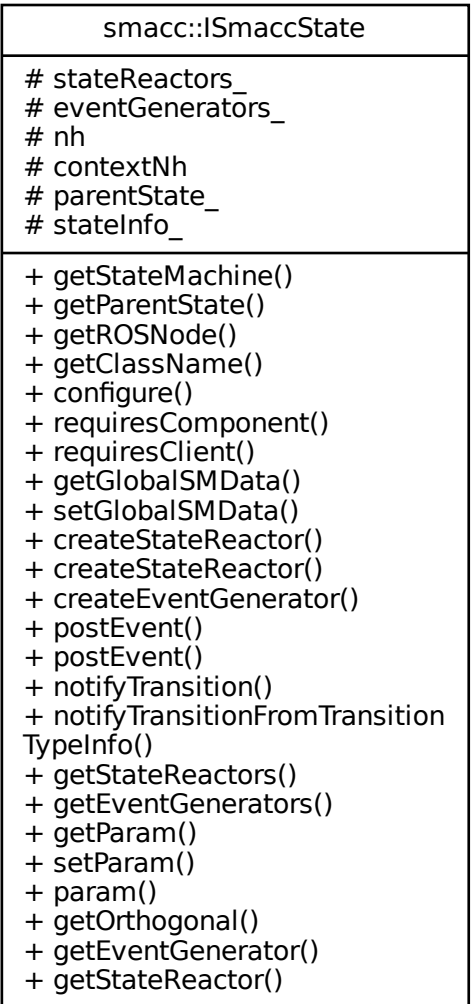 smacc::ISmaccState
# stateReactors_
# eventGenerators_
# nh
# contextNh
# parentState_
# stateInfo_
+ getStateMachine()
+ getParentState()
+ getROSNode()
+ getClassName()
+ configure()
+ requiresComponent()
+ requiresClient()
+ getGlobalSMData()
+ setGlobalSMData()
+ createStateReactor()
+ createStateReactor()
+ createEventGenerator()
+ postEvent()
+ postEvent()
+ notifyTransition()
+ notifyTransitionFromTransition
TypeInfo()
+ getStateReactors()
+ getEventGenerators()
+ getParam()
+ setParam()
+ param()
+ getOrthogonal()
+ getEventGenerator()
+ getStateReactor()